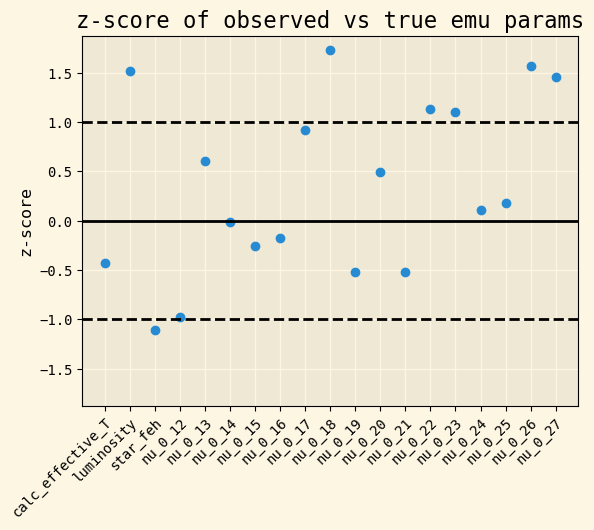 z-score of observed vs true emu params
z-score
1.5
1.0
0.5
0.0
−0.5
−1.0
−1.5
calc_effective_T
luminosity
star_feh
nu_0_12
nu_0_13
nu_0_14
nu_0_15
nu_0_16
nu_0_17
nu_0_18
nu_0_19
nu_0_20
nu_0_21
nu_0_22
nu_0_23
nu_0_24
nu_0_25
nu_0_26
nu_0_27